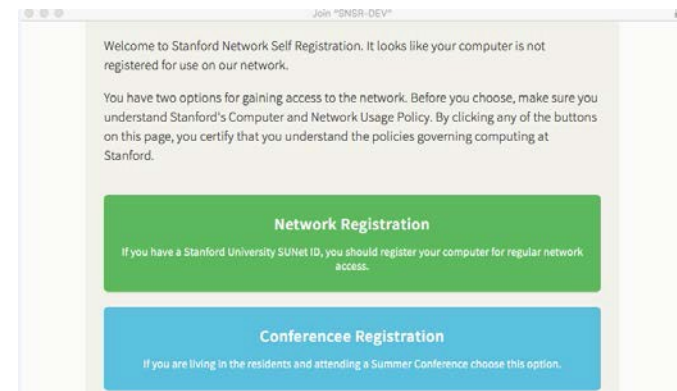 Join "SNSR-DEV"
Welcome to Stanford Network Self Registration. It looks like your computer is not
registered for use on our network.
You have two options for gaining access to the network. Before you choose, make sure you
understand Stanford's Computer and Network Usage Policy. By clicking any of the buttons
on this page, you certify that you understand the policies governing computing at
Stanford.
Network Registration
If you have a Stanford University SUNet ID, you should register your computer for regular network
access.
Conferencee Registration
If you are living in the residents and attending a Summer Conference choose this option.